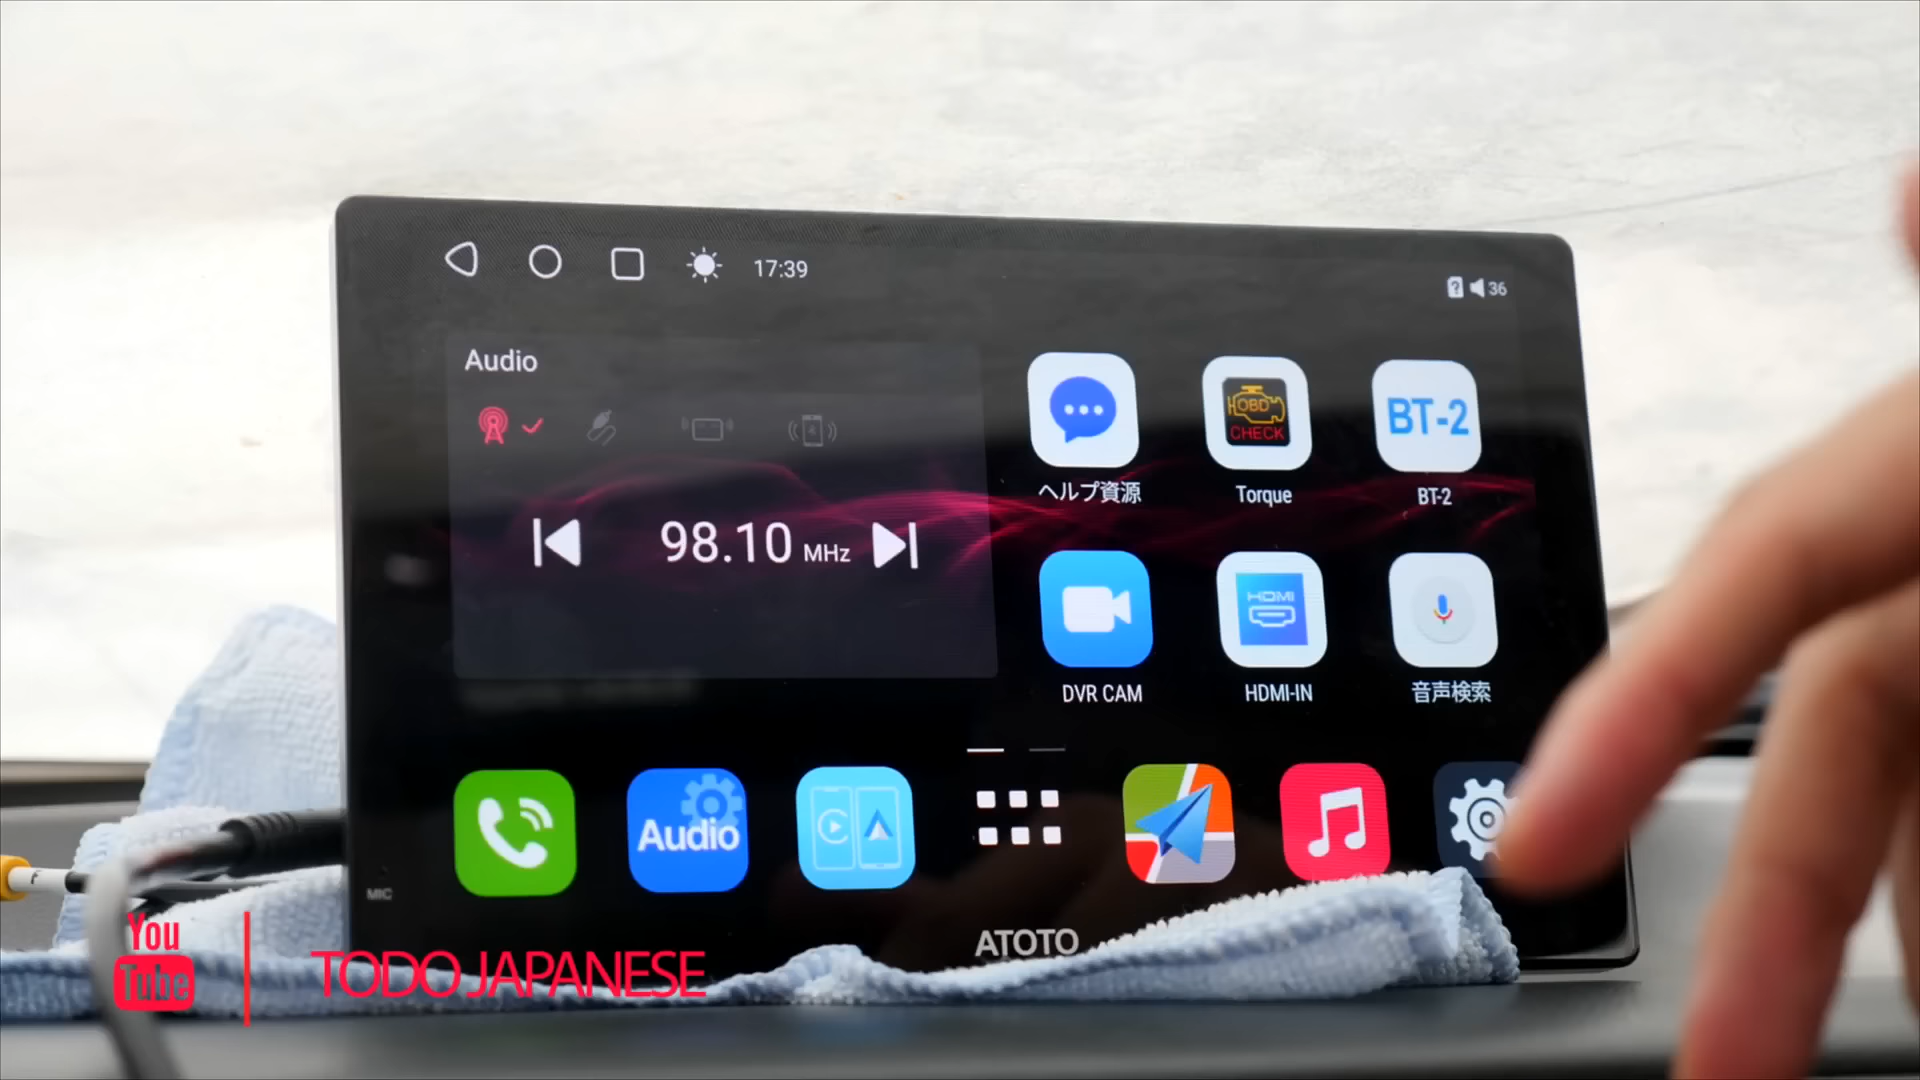 17:39
? 36
Audio
98.10 MHz
OBD
CHECK
BT-2
ヘルプ資源
Torque
BT-2
HDMI
DVR CAM
HDMI-IN
音声検索
Audio
MIC
ATOTO
You
Tube
TODO JAPANESE